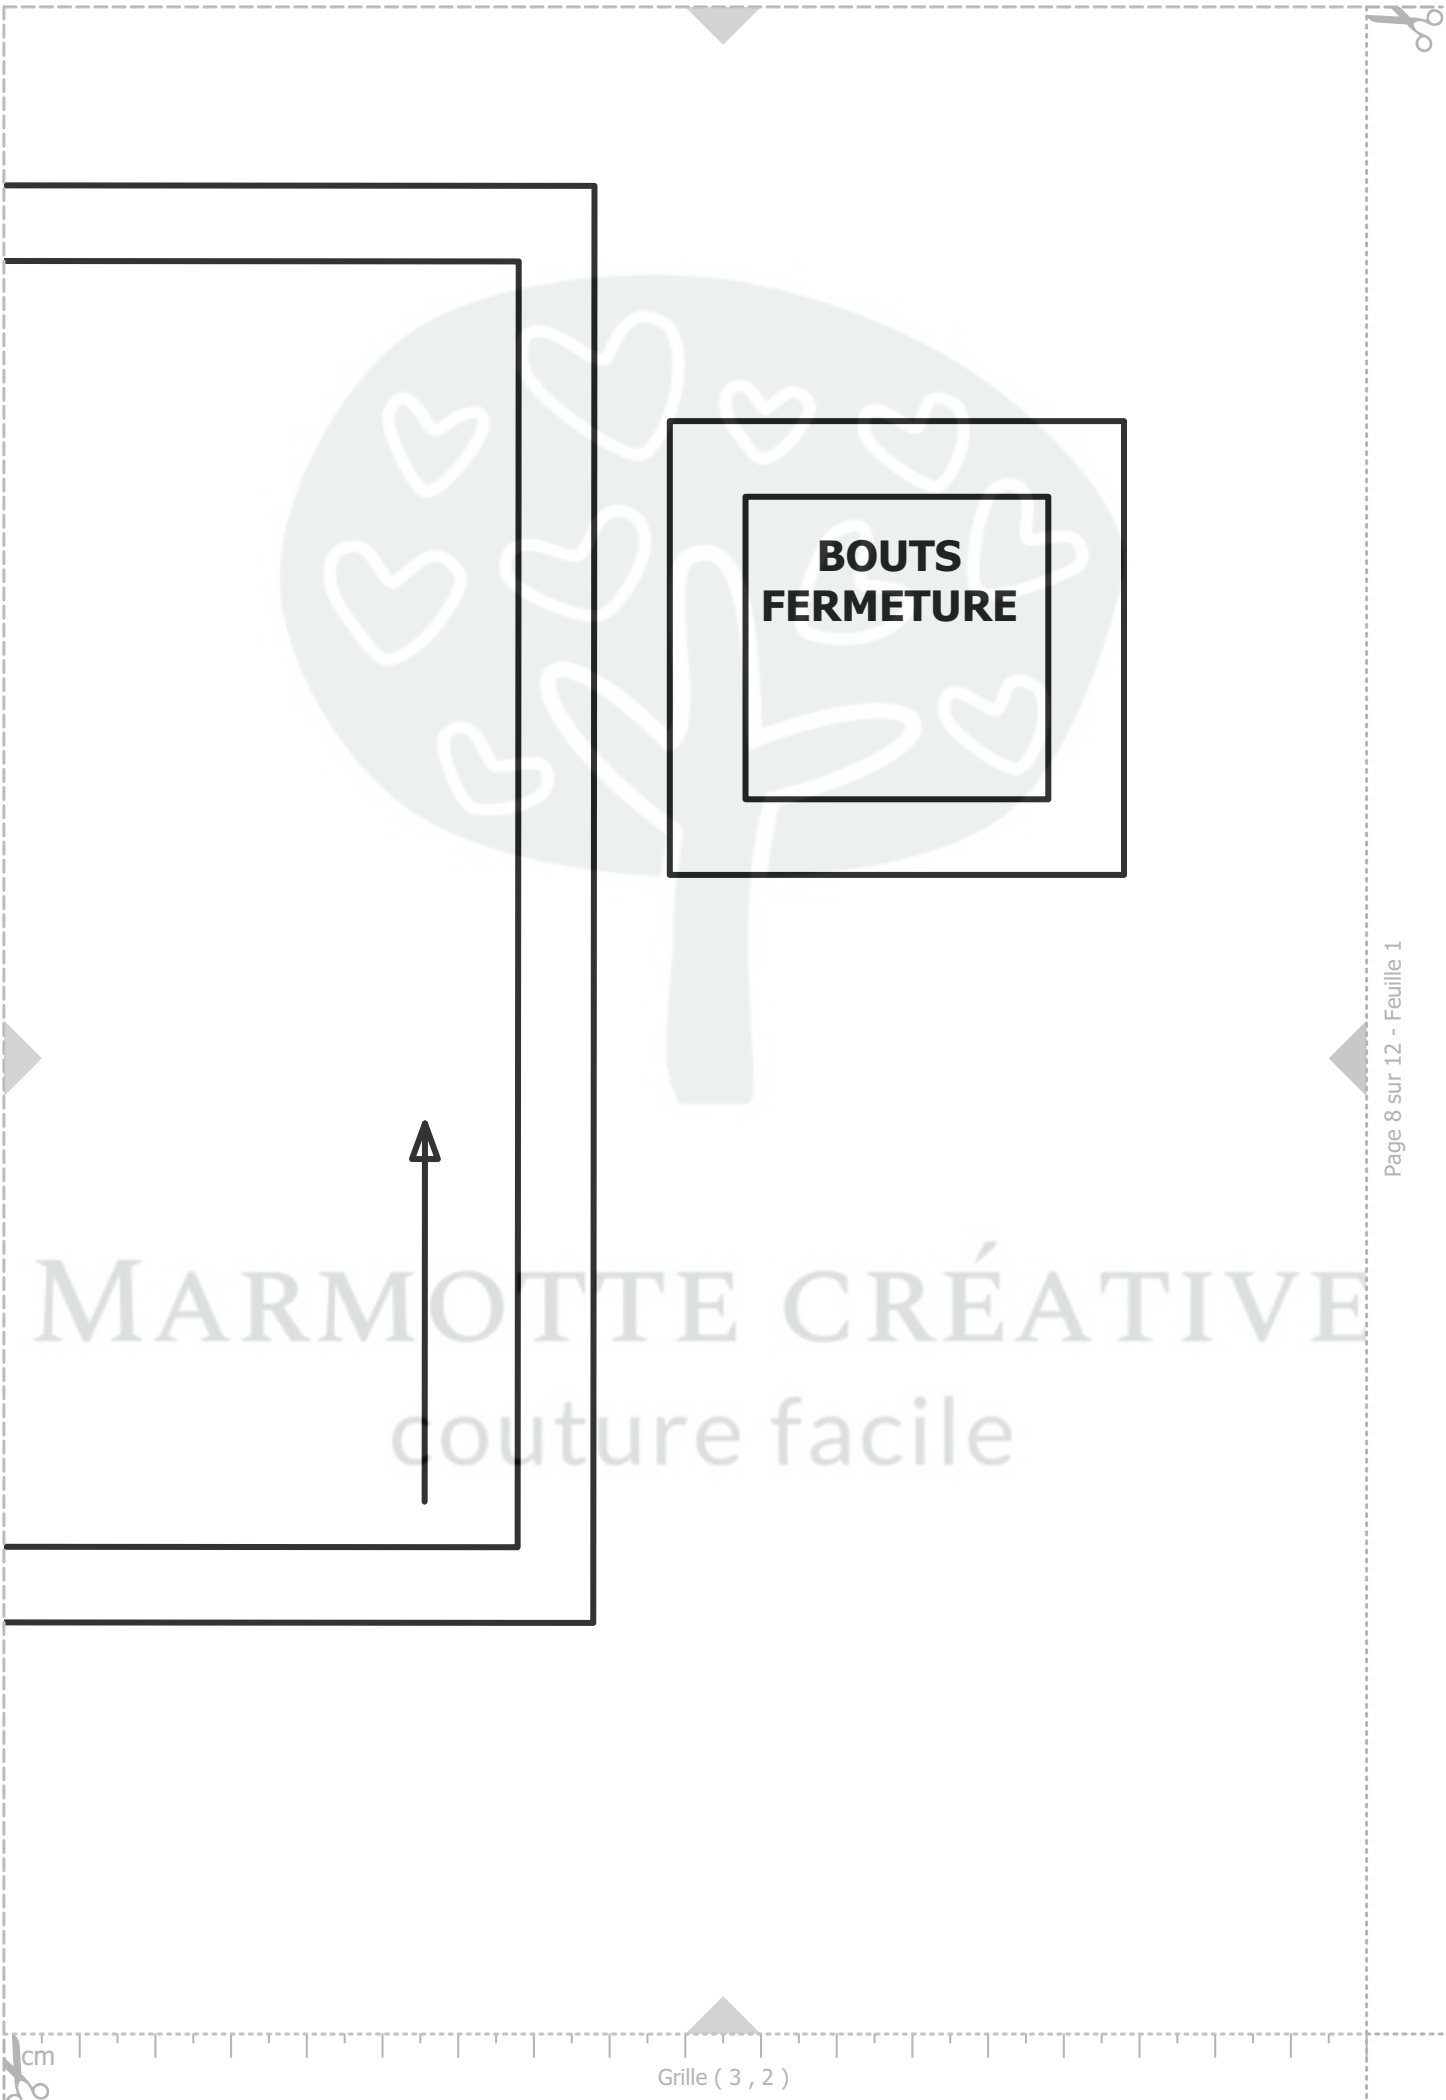 BOUTS
FERMETURE
Page 8 sur 12 - Feuille 1
MARMOTTE CRÉATIVE
couture facile
cm
Grille ( 3 , 2 )